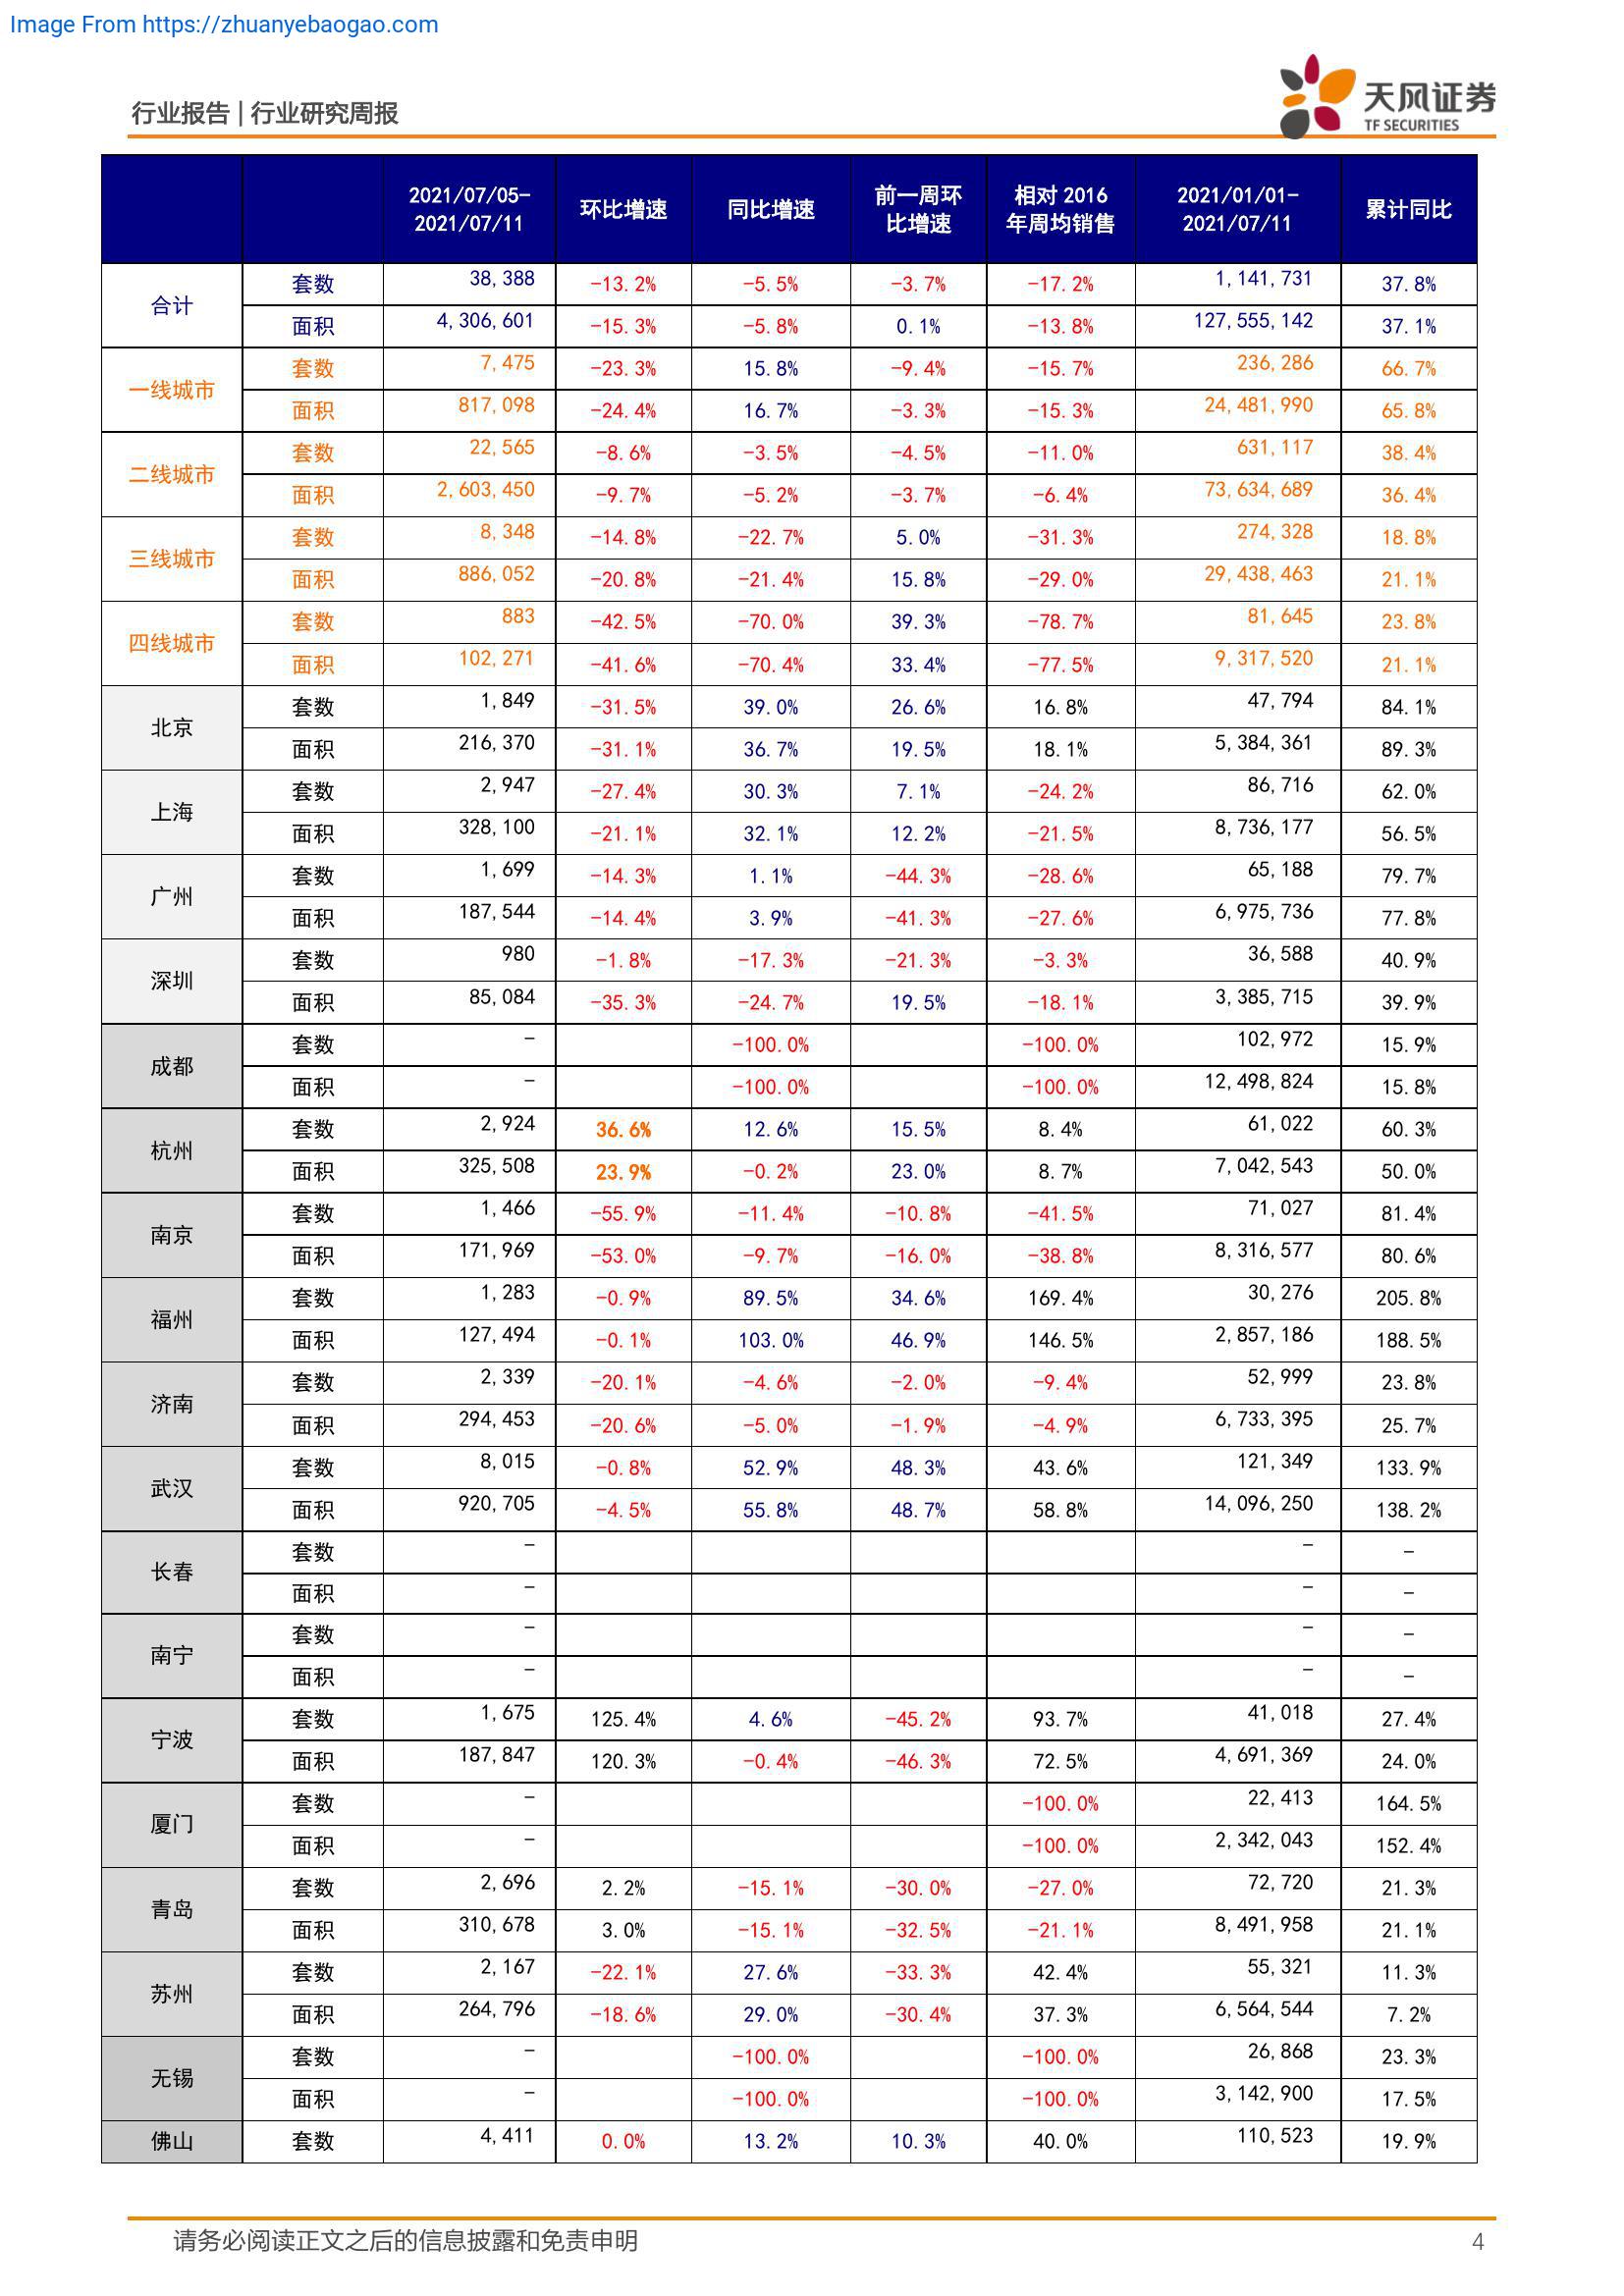 Image From https://zhuanyebaogao.com
行业报告 | 行业研究周报
天风证券
TF SECURITIES
2021/07/05-2021/07/11 环比增速 同比增速 前一周环比增速 相对 2016 年周均销售 2021/01/01-2021/07/11 累计同比
合计 套数 38,388 -13.2% -5.5% -3.7% -17.2% 1,141,731 37.8%
面积 4,306,601 -15.3% -5.8% 0.1% -13.8% 127,555,142 37.1%
一线城市 套数 7,475 -23.3% 15.8% -9.4% -15.7% 236,286 66.7%
面积 817,098 -24.4% 16.7% -3.3% -15.3% 24,481,990 65.8%
二线城市 套数 22,565 -8.6% -3.5% -4.5% -11.0% 631,117 38.4%
面积 2,603,450 -9.7% -5.2% -3.7% -6.4% 73,634,689 36.4%
三线城市 套数 8,348 -14.8% -22.7% 5.0% -31.3% 274,328 18.8%
面积 886,052 -20.8% -21.4% 15.8% -29.0% 29,438,463 21.1%
四线城市 套数 883 -42.5% -70.0% 39.3% -78.7% 81,645 23.8%
面积 102,271 -41.6% -70.4% 33.4% -77.5% 9,317,520 21.1%
北京 套数 1,849 -31.5% 39.0% 26.6% 16.8% 47,794 84.1%
面积 216,370 -31.1% 36.7% 19.5% 18.1% 5,384,361 89.3%
上海 套数 2,947 -27.4% 30.3% 7.1% -24.2% 86,716 62.0%
面积 328,100 -21.1% 32.1% 12.2% -21.5% 8,736,177 56.5%
广州 套数 1,699 -14.3% 1.1% -44.3% -28.6% 65,188 79.7%
面积 187,544 -14.4% 3.9% -41.3% -27.6% 6,975,736 77.8%
深圳 套数 980 -1.8% -17.3% -21.3% -3.3% 36,588 40.9%
面积 85,084 -35.3% -24.7% 19.5% -18.1% 3,385,715 39.9%
成都 套数 - -100.0% -100.0% 102,972 15.9%
面积 - -100.0% -100.0% 12,498,824 15.8%
杭州 套数 2,924 36.6% 12.6% 15.5% 8.4% 61,022 60.3%
面积 325,508 23.9% -0.2% 23.0% 8.7% 7,042,543 50.0%
南京 套数 1,466 -55.9% -11.4% -10.8% -41.5% 71,027 81.4%
面积 171,969 -53.0% -9.7% -16.0% -38.8% 8,316,577 80.6%
福州 套数 1,283 -0.9% 89.5% 34.6% 169.4% 30,276 205.8%
面积 127,494 -0.1% 103.0% 46.9% 146.5% 2,857,186 188.5%
济南 套数 2,339 -20.1% -4.6% -2.0% -9.4% 52,999 23.8%
面积 294,453 -20.6% -5.0% -1.9% -4.9% 6,733,395 25.7%
武汉 套数 8,015 -0.8% 52.9% 48.3% 43.6% 121,349 133.9%
面积 920,705 -4.5% 55.8% 48.7% 58.8% 14,096,250 138.2%
长春 套数 - - -
面积 - - -
南宁 套数 - - -
面积 - - -
宁波 套数 1,675 125.4% 4.6% -45.2% 93.7% 41,018 27.4%
面积 187,847 120.3% -0.4% -46.3% 72.5% 4,691,369 24.0%
厦门 套数 - -100.0% 22,413 164.5%
面积 - -100.0% 2,342,043 152.4%
青岛 套数 2,696 2.2% -15.1% -30.0% -27.0% 72,720 21.3%
面积 310,678 3.0% -15.1% -32.5% -21.1% 8,491,958 21.1%
苏州 套数 2,167 -22.1% 27.6% -33.3% 42.4% 55,321 11.3%
面积 264,796 -18.6% 29.0% -30.4% 37.3% 6,564,544 7.2%
无锡 套数 - -100.0% -100.0% 26,868 23.3%
面积 - -100.0% -100.0% 3,142,900 17.5%
佛山 套数 4,411 0.0% 13.2% 10.3% 40.0% 110,523 19.9%
请务必阅读正文之后的信息披露和免责申明 4